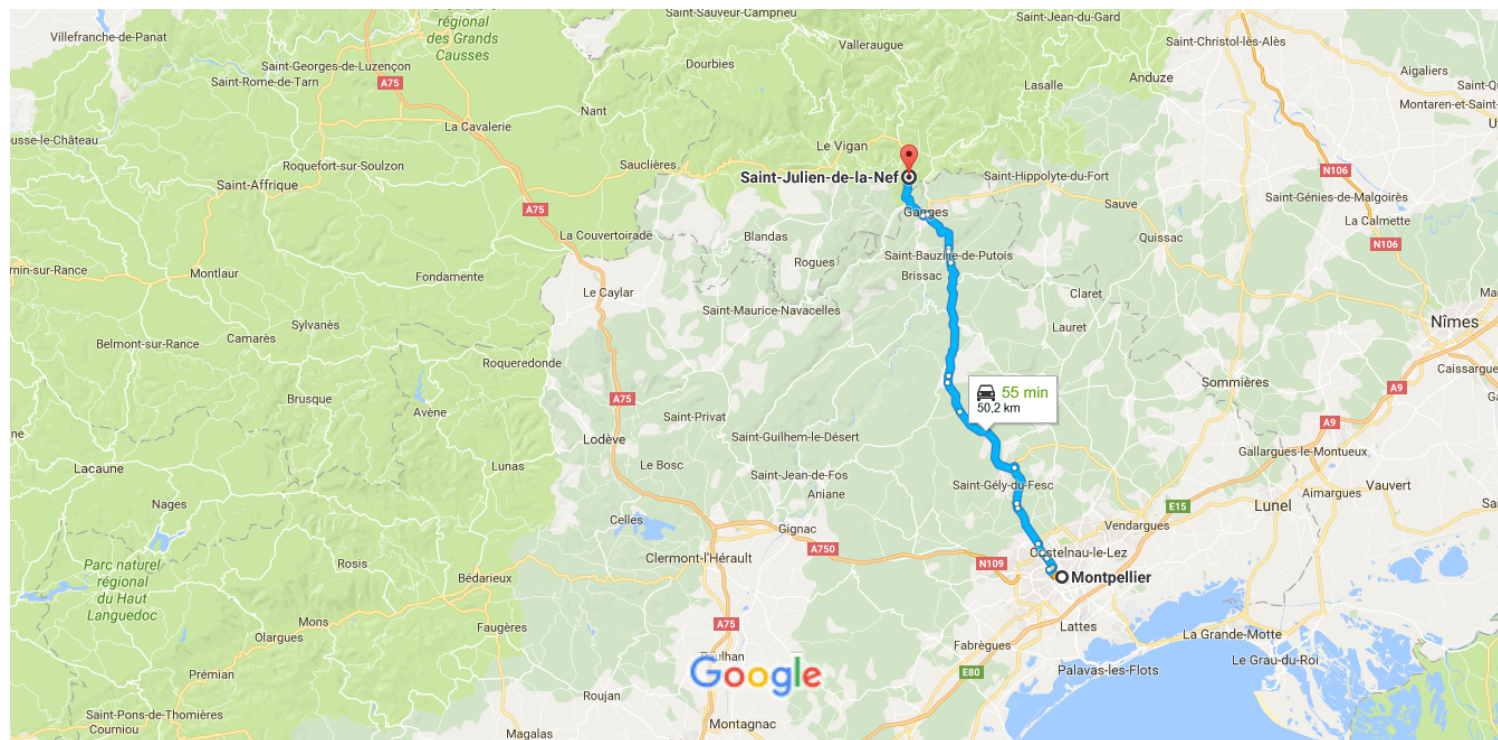 Saint-Sauveur-Camprieu
Saint-Jean-du-Gard
Villefranche-de-Panat
régional
des Grands
Causses
Valleraugue
Saint-Christol-lès-Alès
Saint-Georges-de-Luzençon
Dourbies
Aigaliers
Saint-Rome-de-Tarn
A75
Lasalle
Anduze
Montaren-et-Saint-
Nant
La Cavalerie
usse-le-Château
Le Vigan
Roquefort-sur-Soulzon
Sauclières
N106
Saint-Affrique
Saint-Julien-de-la-Nef
Saint-Hippolyte-du-Fort
Saint-Génies-de-Malgoirès
A75
Ganges
Sauve
La Calmette
La Couvertoirade
Blandas
Quissac
N106
rnin-sur-Rance
Montlaur
Fondamente
Rogues
Saint-Bauzille-de-Putois
Brissac
Le Caylar
Claret
Saint-Maurice-Navacelles
Sylvanès
Camarès
Belmont-sur-Rance
Lauret
Nîmes
Roqueredonde
Caissargue
Brusque
Avène
A75
55 min
50,2 km
Sommières
A9
Saint-Privat
Lodève
Saint-Guilhem-le-Désert
A9
Gallargues-le-Montueux
Lacaune
Lunas
Le Bosc
Saint-Jean-de-Fos
Aniane
Saint-Gély-du-Fesc
Aimargues
Vauvert
Nages
Celles
Gignac
E15
Lunel
Vendargues
A750
Castelnau-le-Lez
Clermont-l'Hérault
N109
Parc naturel
régional
du Haut
Languedoc
Rosis
Bédarieux
Montpellier
Mons
Olargues
Faugères
A75
Lattes
La Grande-Motte
Fabrègues
Prémian
Google
E80
Palavas-les-Flots
Le Grau-du-Roi
Roujan
Saint-Pons-de-Thomières
Courniou
Magalas
Montagnac